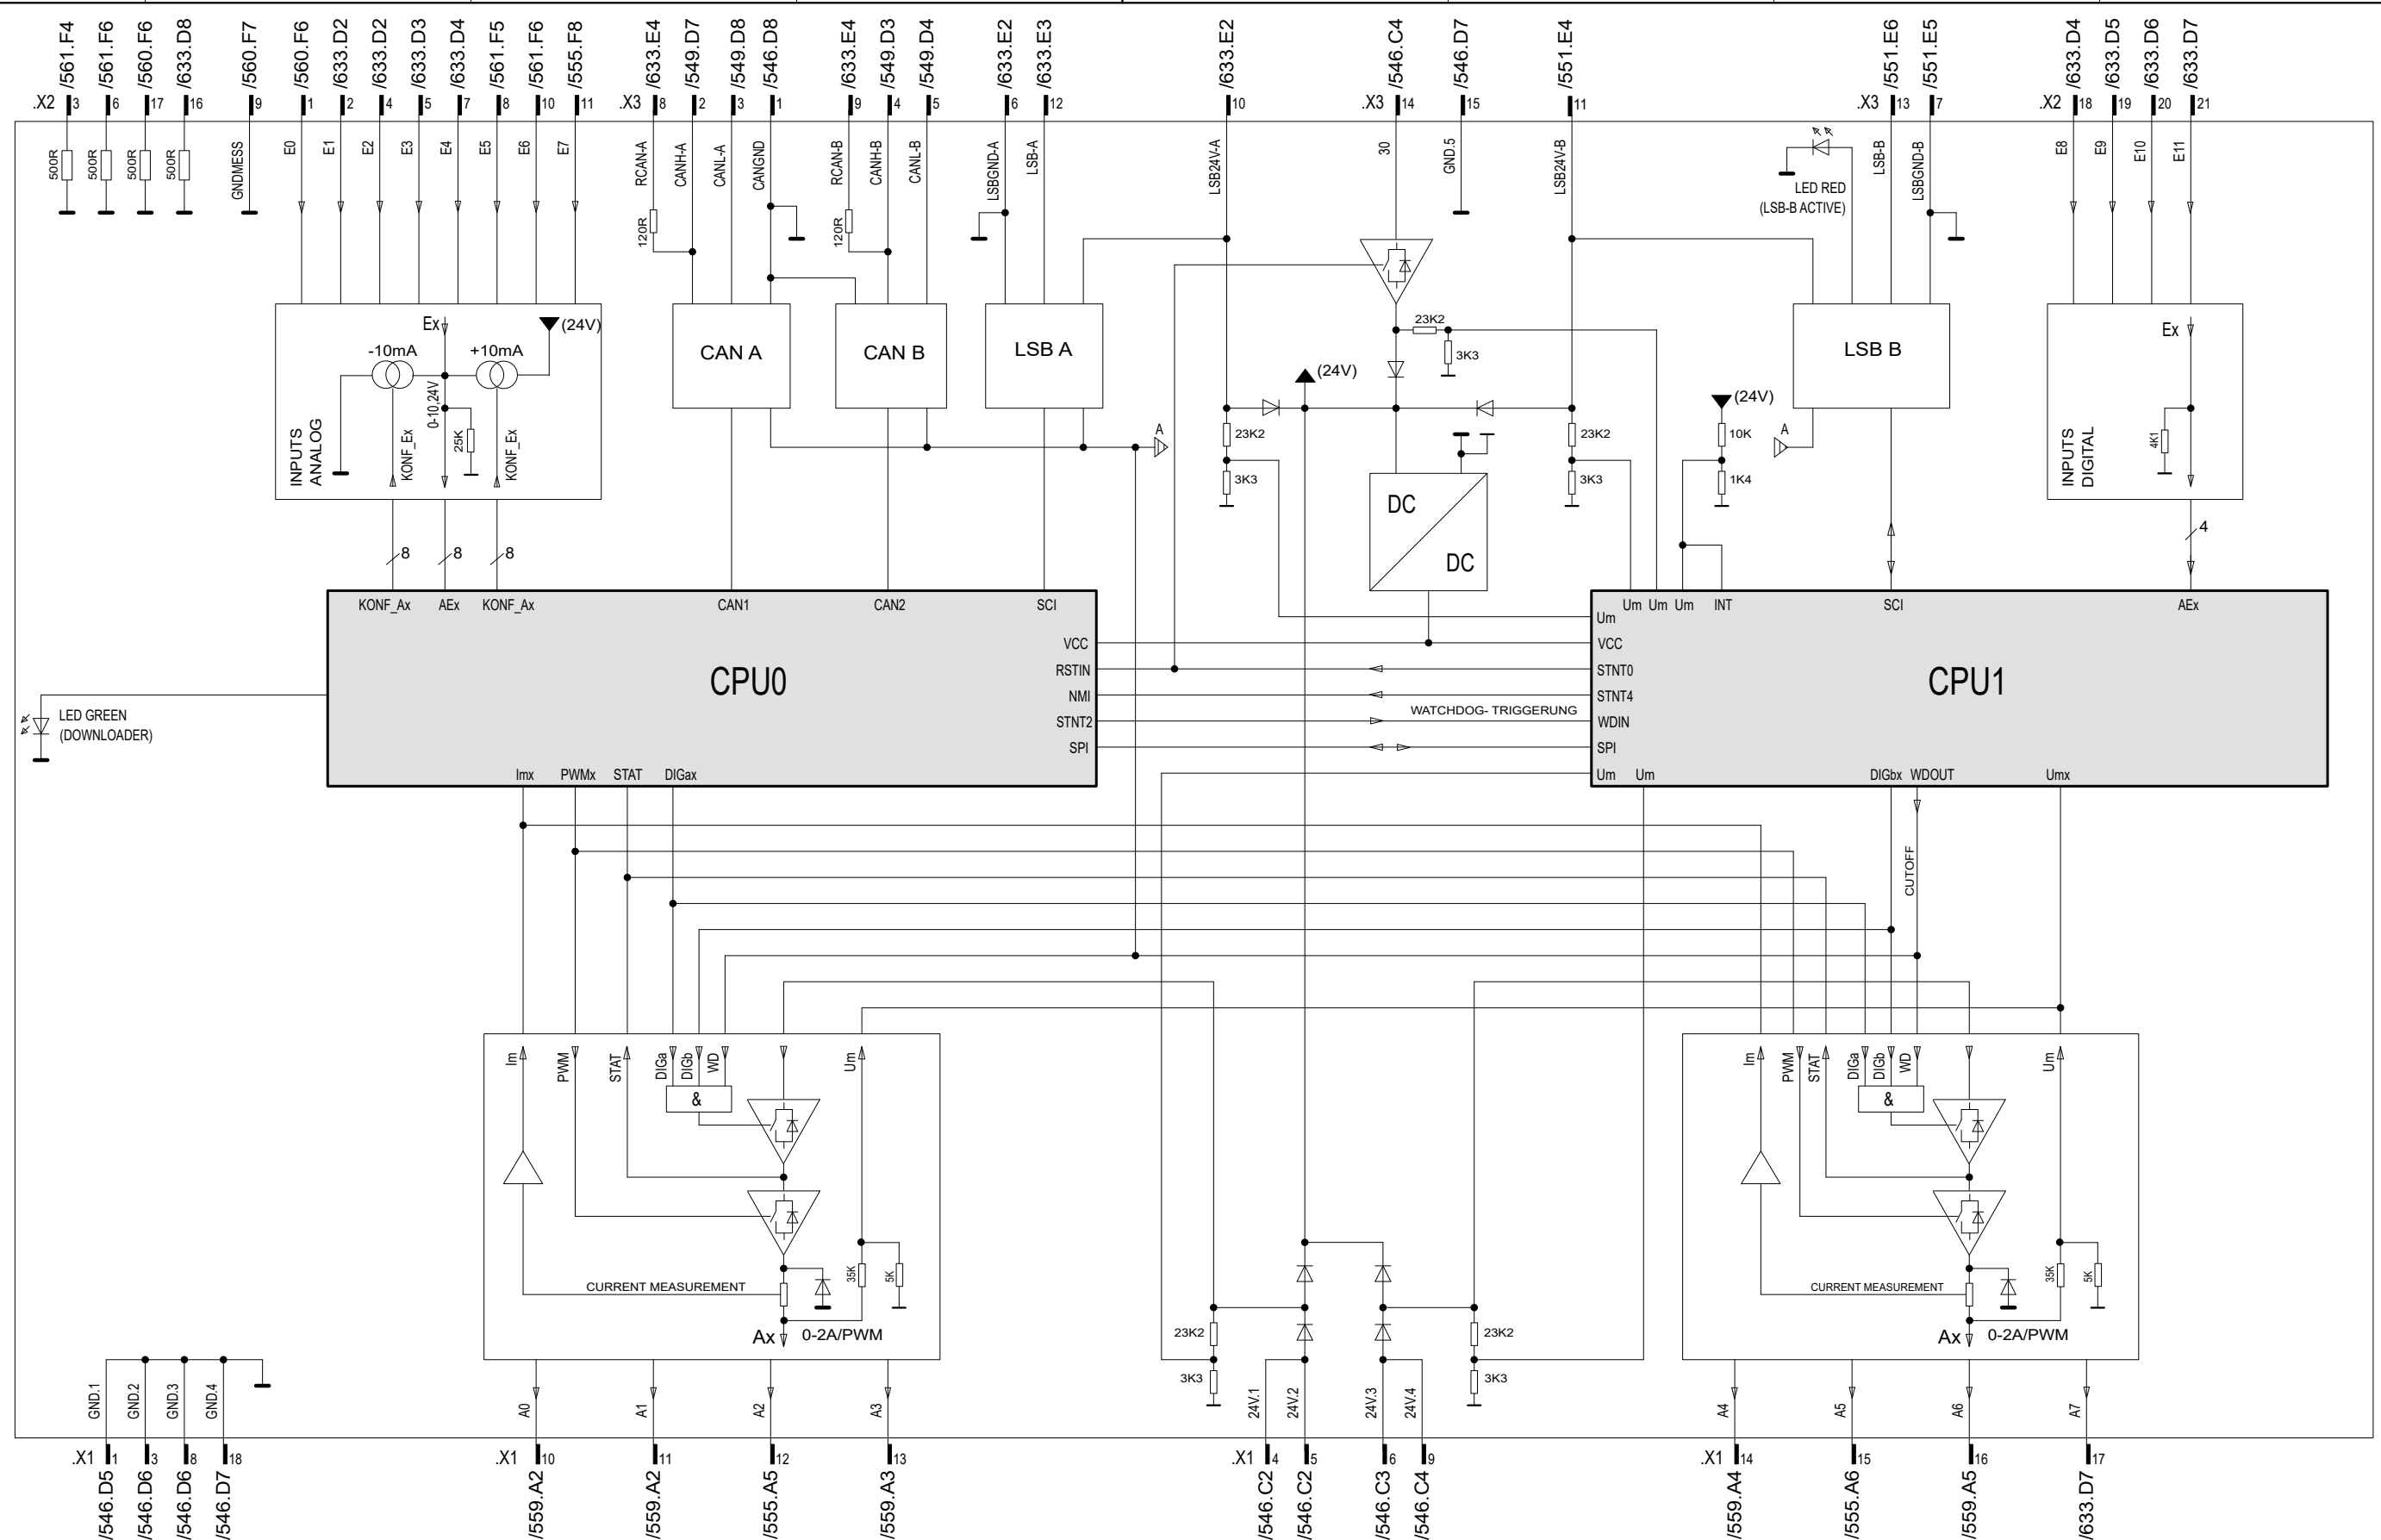 /561.F4 /561.F6 /560.F6 /633.D8 /560.F7 /560.F6 /633.D2 /633.D2 /633.D3 /633.D4 /561.F5 /561.F6 /555.F8 /633.E4 /549.D7 /549.D8 /546.D8 /633.E4 /549.D3 /549.D4 /633.E2 /633.E3 /633.E2 /546.C4 /546.D7 /551.E4 /551.E6 /551.E5 /633.D4 /633.D5 /633.D6 /633.D7
.X2 3 6 17 16 9 1 2 4 5 7 8 10 11 .X3 8 2 3 1 9 4 5 6 12 10 .X3 14 15 11 .X3 13 7 .X2 18 19 20 21
500R 500R 500R 500R GNDMESS E0 E1 E2 E3 E4 E5 E6 E7 RCAN-A CANH-A CANL-A CANGND RCAN-B CANH-B CANL-B LSBGND-A LSB-A LSB24V-A 30 GND.5 LSB24V-B LSB-B LSBGND-B E8 E9 E10 E11
LED RED
(LSB-B ACTIVE)
120R 120R
Ex (24V)
-10mA +10mA
0-10,24V
25K
KONF_Ex KONF_Ex
INPUTS
ANALOG
CAN A
CAN B
LSB A
23K2
3K3
(24V)
A
23K2
3K3
23K2
3K3
DC
DC
(24V)
10K
1K4
A
LSB B
Ex
4K1
INPUTS
DIGITAL
8 8 8 4
KONF_Ax AEx KONF_Ax CAN1 CAN2 SCI
VCC
RSTIN
NMI
STNT2
SPI
CPU0
Imx PWMx STAT DIGax
LED GREEN
(DOWNLOADER)
WATCHDOG- TRIGGERUNG
Um Um Um INT SCI AEx
Um
VCC
STNT0
STNT4
WDIN
SPI
Um Um
CPU1
DIGbx WDOUT Umx
CUTOFF
Im PWM STAT DIGa DIGb WD Um
&
35K 5K
CURRENT MEASUREMENT
Ax 0-2A/PWM
Im PWM STAT DIGa DIGb WD Um
&
35K 5K
CURRENT MEASUREMENT
Ax 0-2A/PWM
23K2
3K3
23K2
3K3
GND.1 GND.2 GND.3 GND.4 A0 A1 A2 A3 24V.1 24V.2 24V.3 24V.4 A4 A5 A6 A7
.X1 1 3 8 18 .X1 10 11 12 13 .X1 4 5 6 9 .X1 14 15 16 17
/546.D5 /546.D6 /546.D6 /546.D7 /559.A2 /559.A2 /555.A5 /559.A3 /546.C2 /546.C2 /546.C3 /546.C4 /559.A4 /555.A6 /559.A5 /633.D7